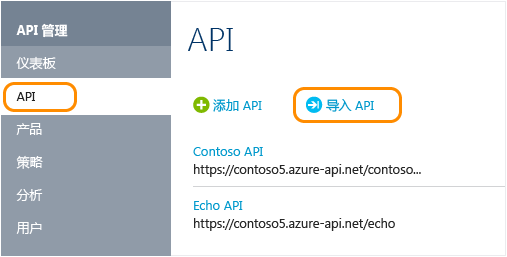 API 管理
仪表板
API
产品
策略
分析
用户
API
添加 API
导入 API
Contoso API
https://contoso5.azure-api.net/contoso...
Echo API
https://contoso5.azure-api.net/echo